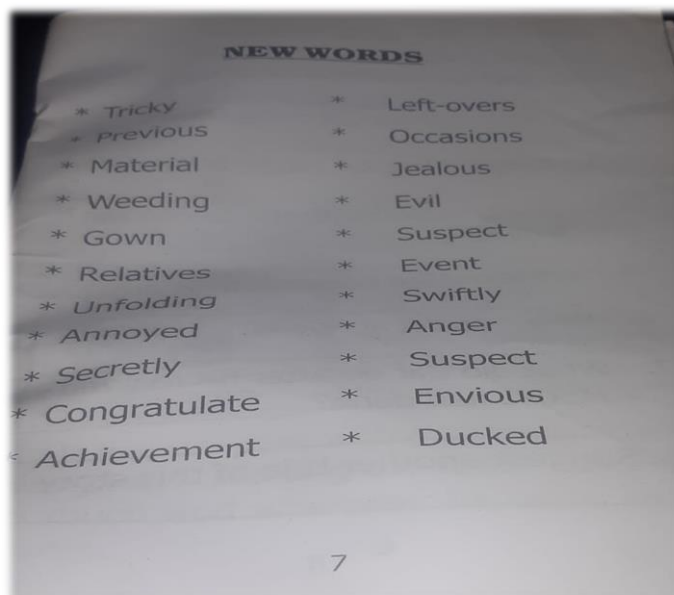 NEW WORDS
* Tricky * Left-overs
* Previous * Occasions
* Material * Jealous
* Weeding * Evil
* Gown * Suspect
* Relatives * Event
* Unfolding * Swiftly
* Annoyed * Anger
* Secretly * Suspect
* Congratulate * Envious
* Achievement * Ducked
7